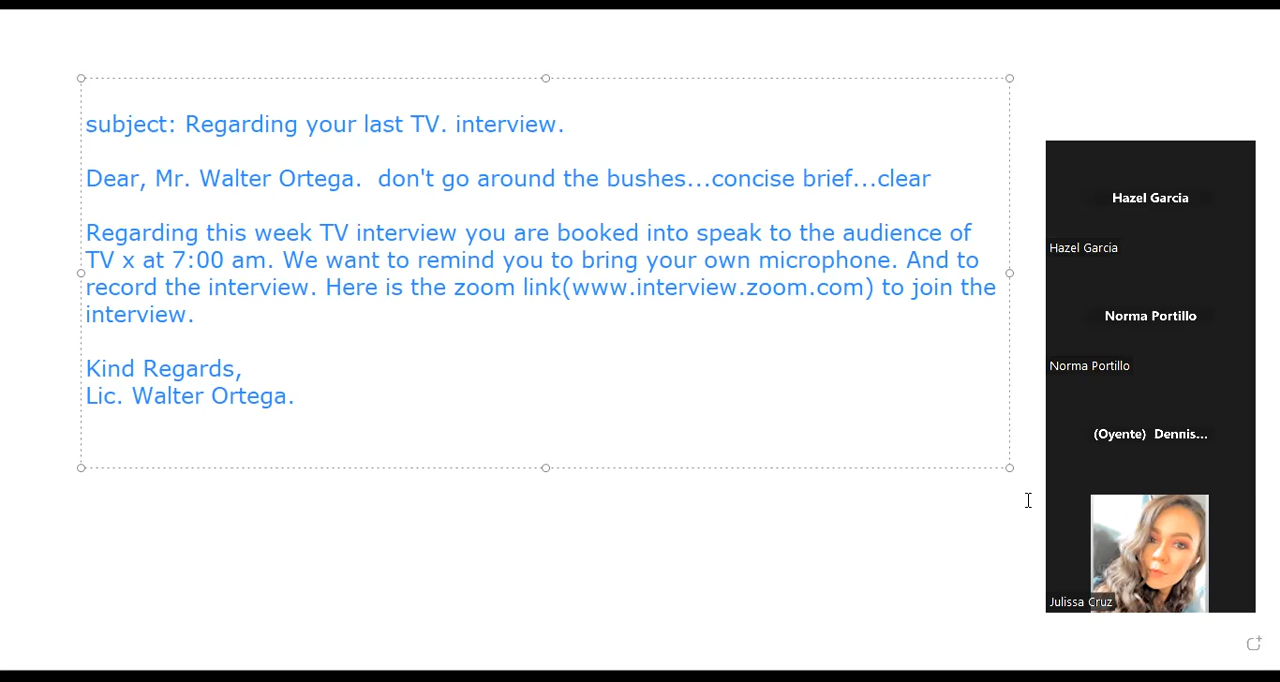 subject: Regarding your last TV. interview.
Dear, Mr. Walter Ortega.  don't go around the bushes...concise brief...clear
Regarding this week TV interview you are booked into speak to the audience of
TV x at 7:00 am. We want to remind you to bring your own microphone. And to
record the interview. Here is the zoom link(www.interview.zoom.com) to join the
interview.
Kind Regards,
Lic. Walter Ortega.
Hazel Garcia
Hazel Garcia
Norma Portillo
Norma Portillo
(Oyente)  Dennis...
Julissa Cruz